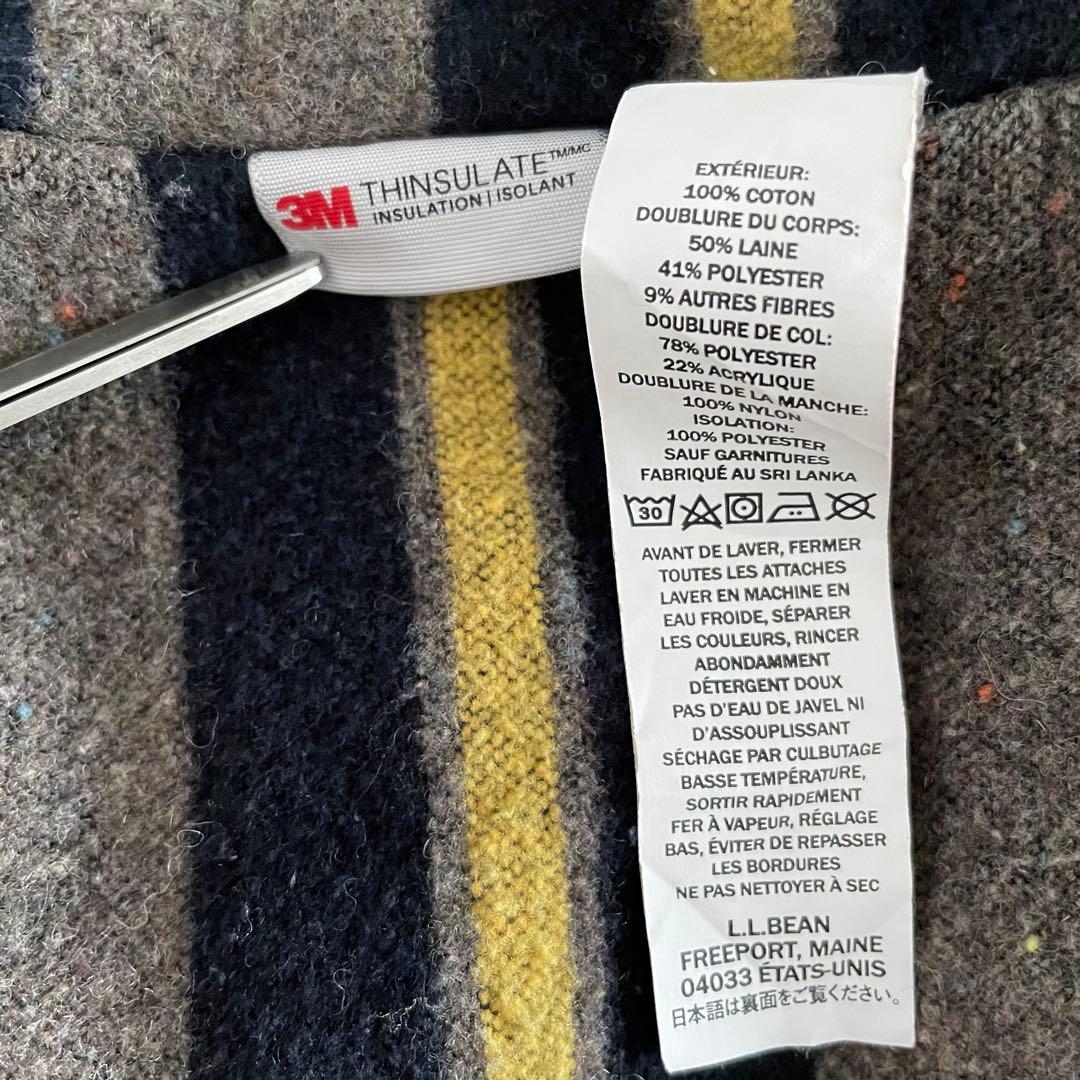 3M THINSULATE™/MC
INSULATION | ISOLANT
EXTÉRIEUR:
100% COTON
DOUBLURE DU CORPS:
50% LAINE
41% POLYESTER
9% AUTRES FIBRES
DOUBLURE DE COL:
78% POLYESTER
22% ACRYLIQUE
DOUBLURE DE LA MANCHE:
100% NYLON
ISOLATION:
100% POLYESTER
SAUF GARNITURES
FABRIQUÉ AU SRI LANKA
30
AVANT DE LAVER, FERMER
TOUTES LES ATTACHES
LAVER EN MACHINE EN
EAU FROIDE, SÉPARER
LES COULEURS, RINCER
ABONDAMMENT
DÉTERGENT DOUX
PAS D'EAU DE JAVEL NI
D'ASSOUPLISSANT
SÉCHAGE PAR CULBUTAGE
BASSE TEMPÉRATURE,
SORTIR RAPIDEMENT
FER À VAPEUR, RÉGLAGE
BAS, ÉVITER DE REPASSER
LES BORDURES
NE PAS NETTOYER À SEC
L.L.BEAN
FREEPORT, MAINE
04033 ÉTATS-UNIS
日本語は裏面をご覧ください。